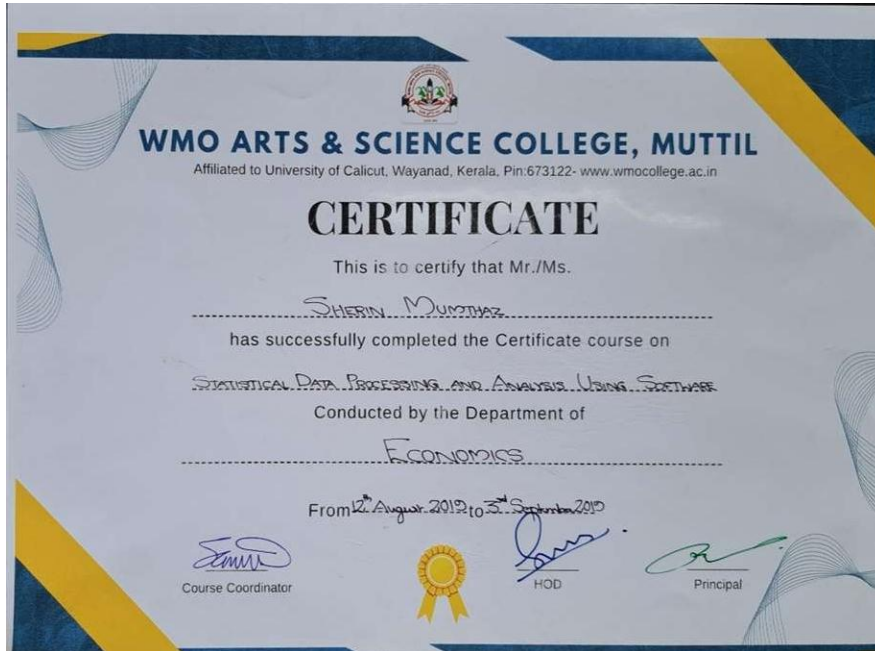 WMO ARTS & SCIENCE COLLEGE, MUTTIL
Affiliated to University of Calicut, Wayanad, Kerala, Pin:673122- www.wmocollege.ac.in
CERTIFICATE
This is to certify that Mr./Ms.
SHERIN MUMTHAZ
has successfully completed the Certificate course on
STATISTICAL DATA PROCESSING AND ANALYSIS USING SOFTWARE
Conducted by the Department of
ECONOMICS
From 12th August 2019 to 3rd September 2019
Course Coordinator
HOD
Principal